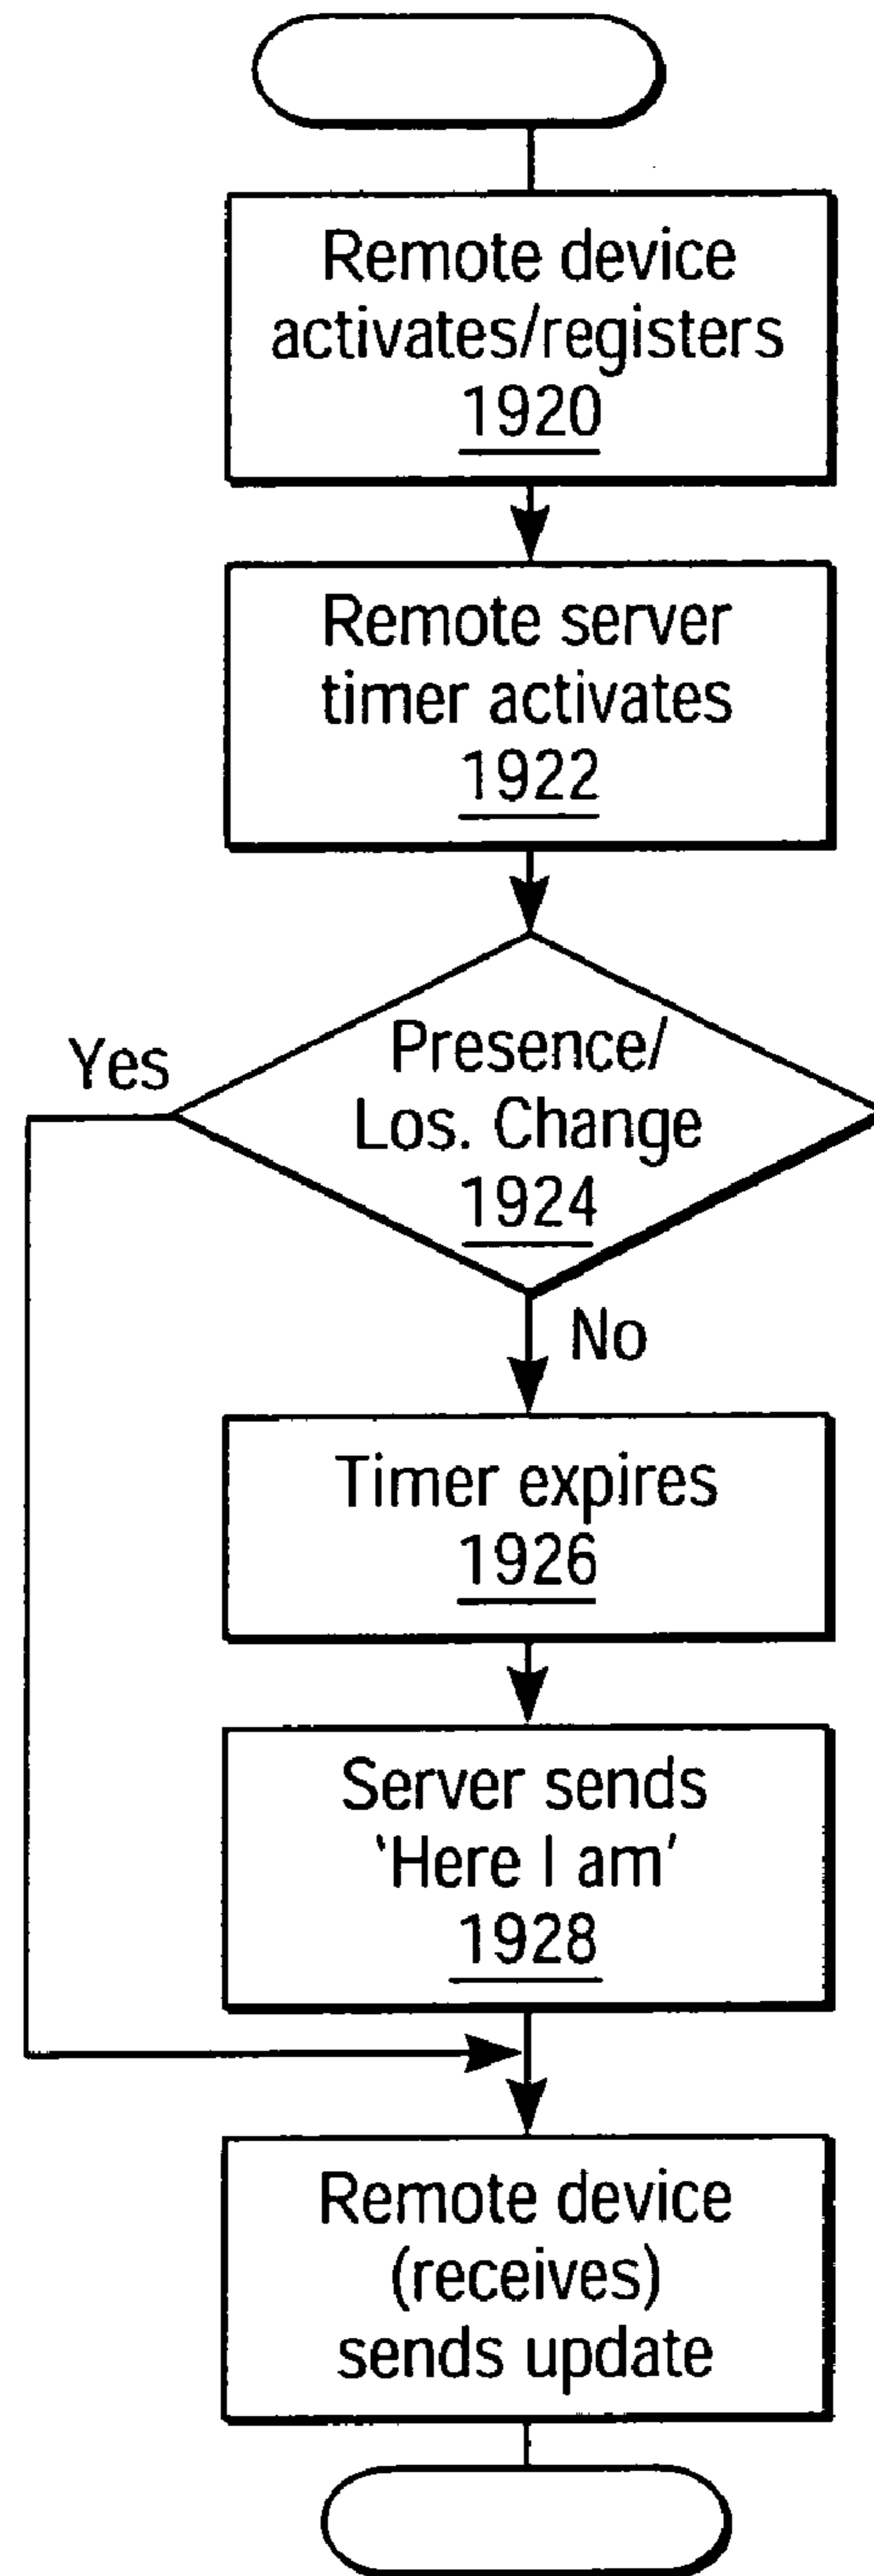 Remote device
activates/registers
1920
Remote server
timer activates
1922
Yes
Presence/
Los. Change
1924
No
Timer expires
1926
Server sends
'Here I am'
1928
Remote device
(receives)
sends update